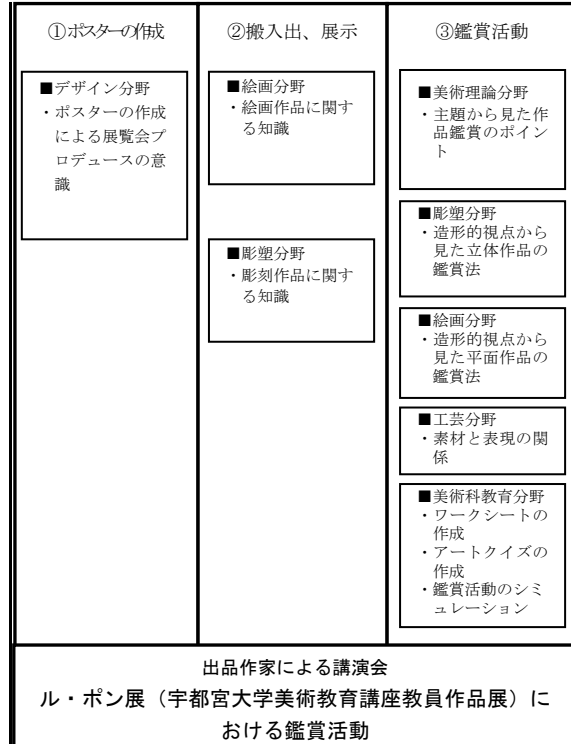 ①ポスターの作成
■デザイン分野
・ポスターの作成
による展覧会プ
ロデュースの意
識
②搬入出、展示
■絵画分野
・絵画作品に関す
る知識
■彫塑分野
・彫刻作品に関す
る知識
③鑑賞活動
■美術理論分野
・主題から見た作
品鑑賞のポイン
ト
■彫塑分野
・造形的視点から
見た立体作品の
鑑賞法
■絵画分野
・造形的視点から
見た平面作品の
鑑賞法
■工芸分野
・素材と表現の関
係
■美術科教育分野
・ワークシートの
作成
・アートクイズの
作成
・鑑賞活動のシミ
ュレーション
出品作家による講演会
ル・ポン展（宇都宮大学美術教育講座教員作品展）に
おける鑑賞活動